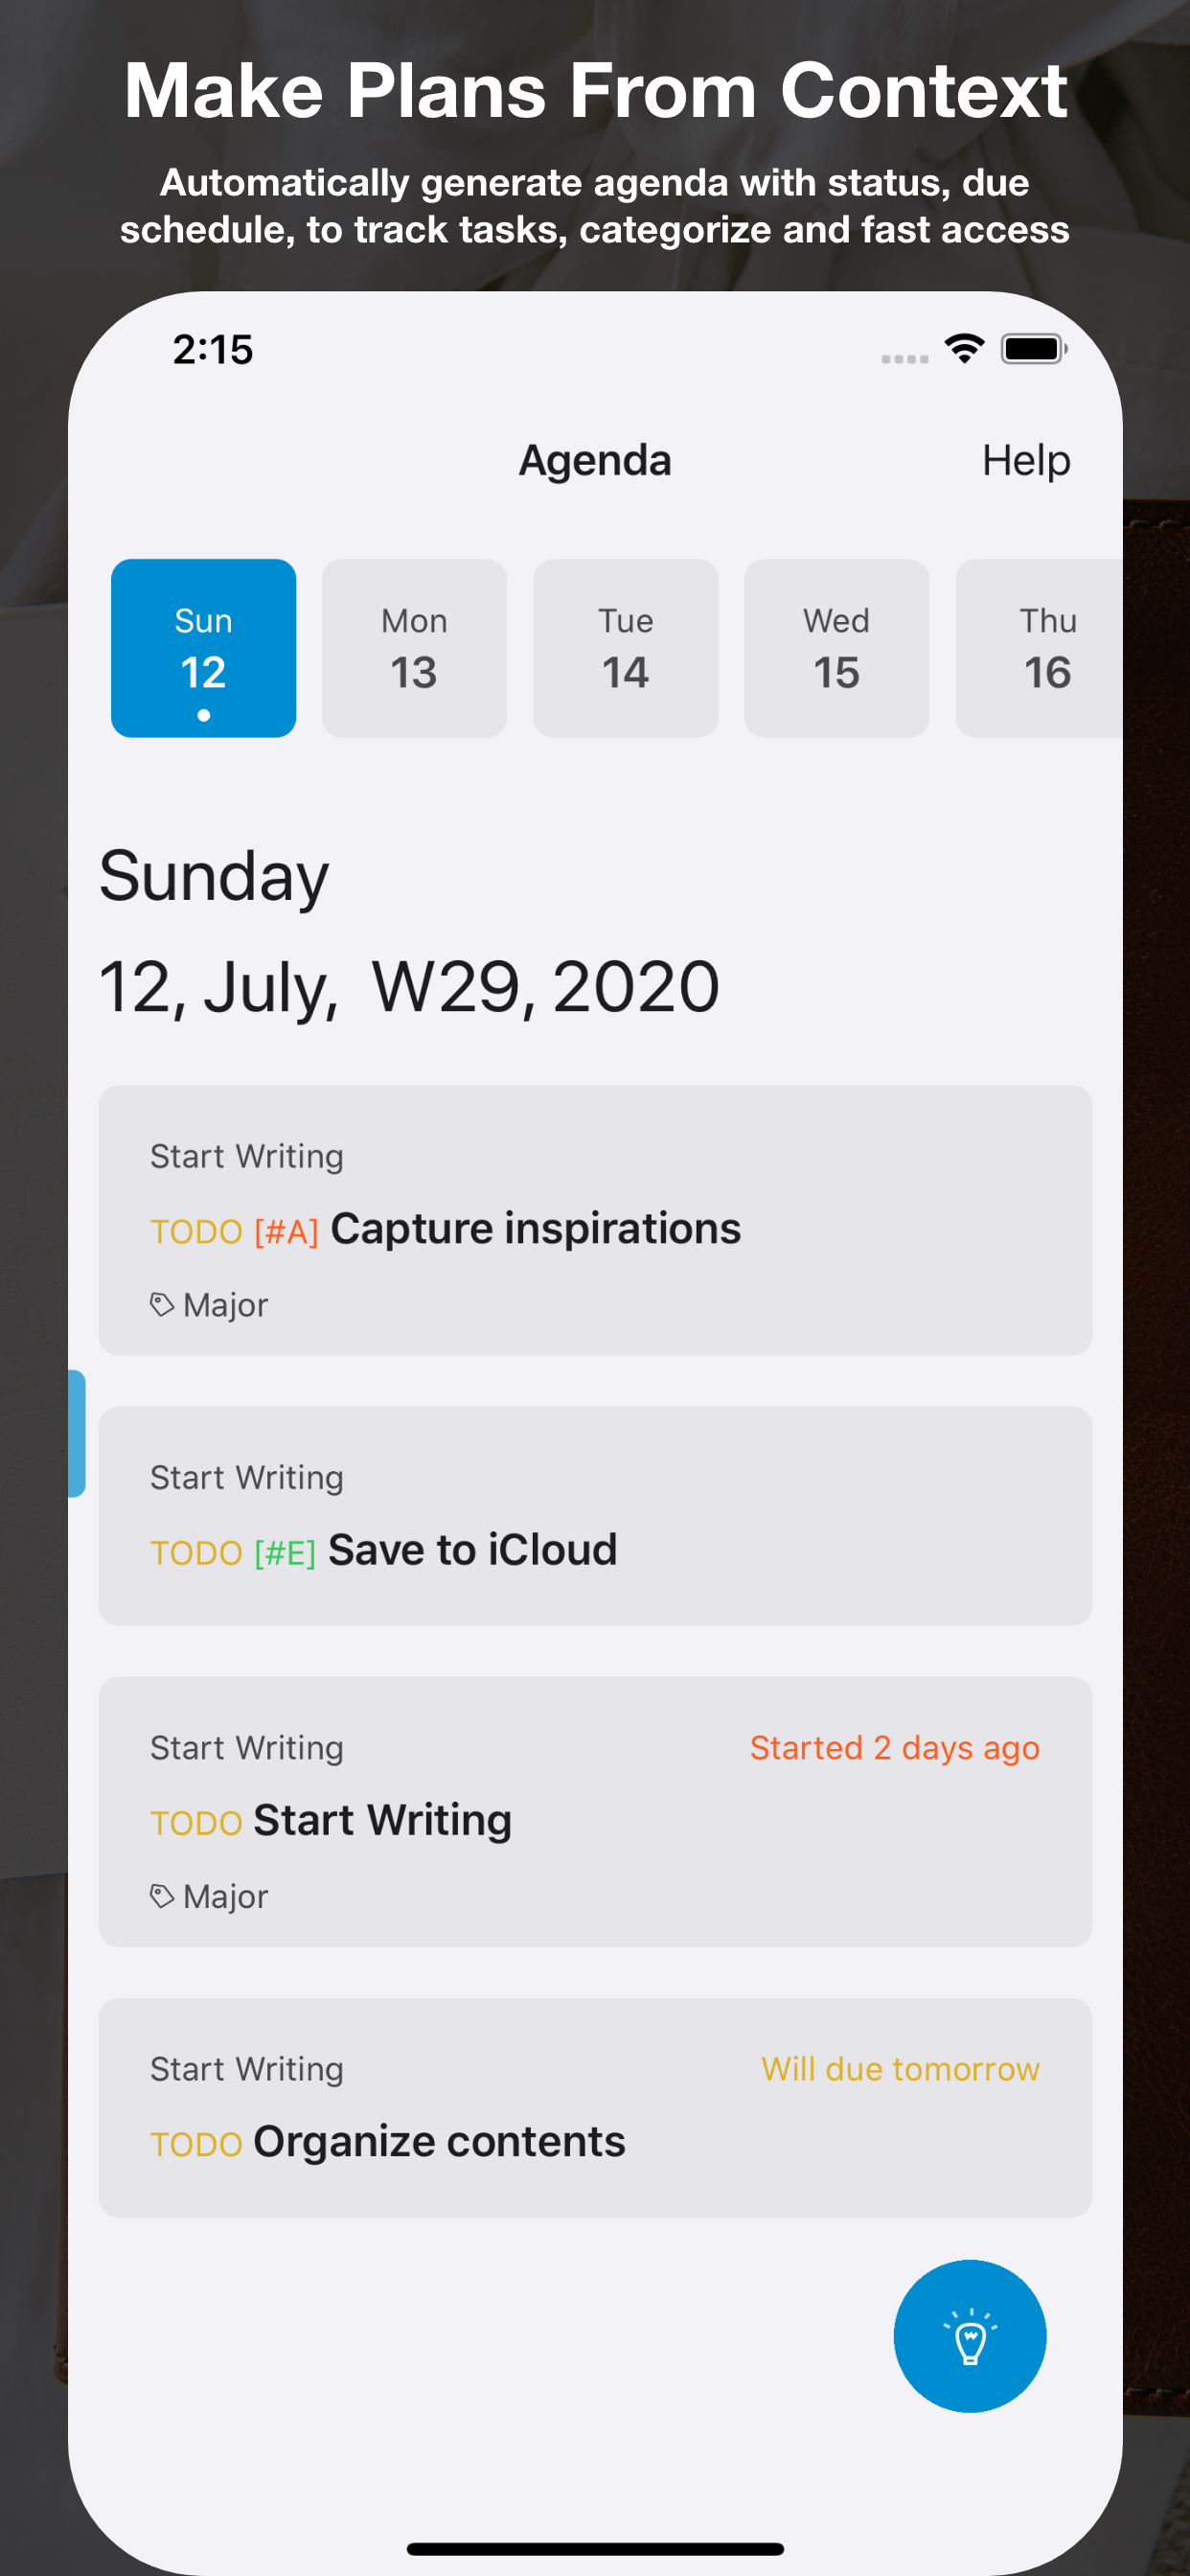 Make Plans From Context
Automatically generate agenda with status, due
schedule, to track tasks, categorize and fast access
2:15
Agenda
Help
Sun
12
Mon
13
Tue
14
Wed
15
Thu
16
Sunday
12, July, W29, 2020
Start Writing
TODO [#A] Capture inspirations
Major
Start Writing
TODO [#E] Save to iCloud
Start Writing
Started 2 days ago
TODO Start Writing
Major
Start Writing
Will due tomorrow
TODO Organize contents